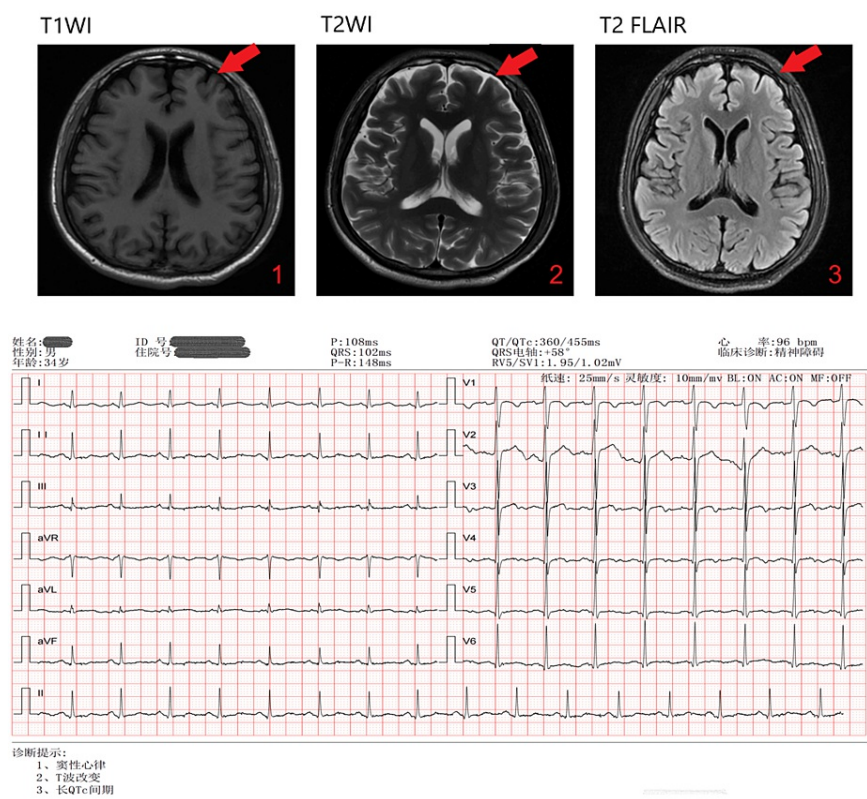 T1WI T2WI T2 FLAIR
1 2 3
姓名: ID 号: P:108ms QT/QTc:360/455ms 心 率:96 bpm
性别:男 住院号: QRS:102ms QRS电轴:+58° 临床诊断:精神障碍
年龄:34岁 P-R:148ms RV5/SV1:1.95/1.02mV
I V1 纸速: 25mm/s 灵敏度: 10mm/mv BL:ON AC:ON MF:OFF
II V2
III V3
aVR V4
aVL V5
aVF V6
II
诊断提示:
1、窦性心律
2、T波改变
3、长QTc间期